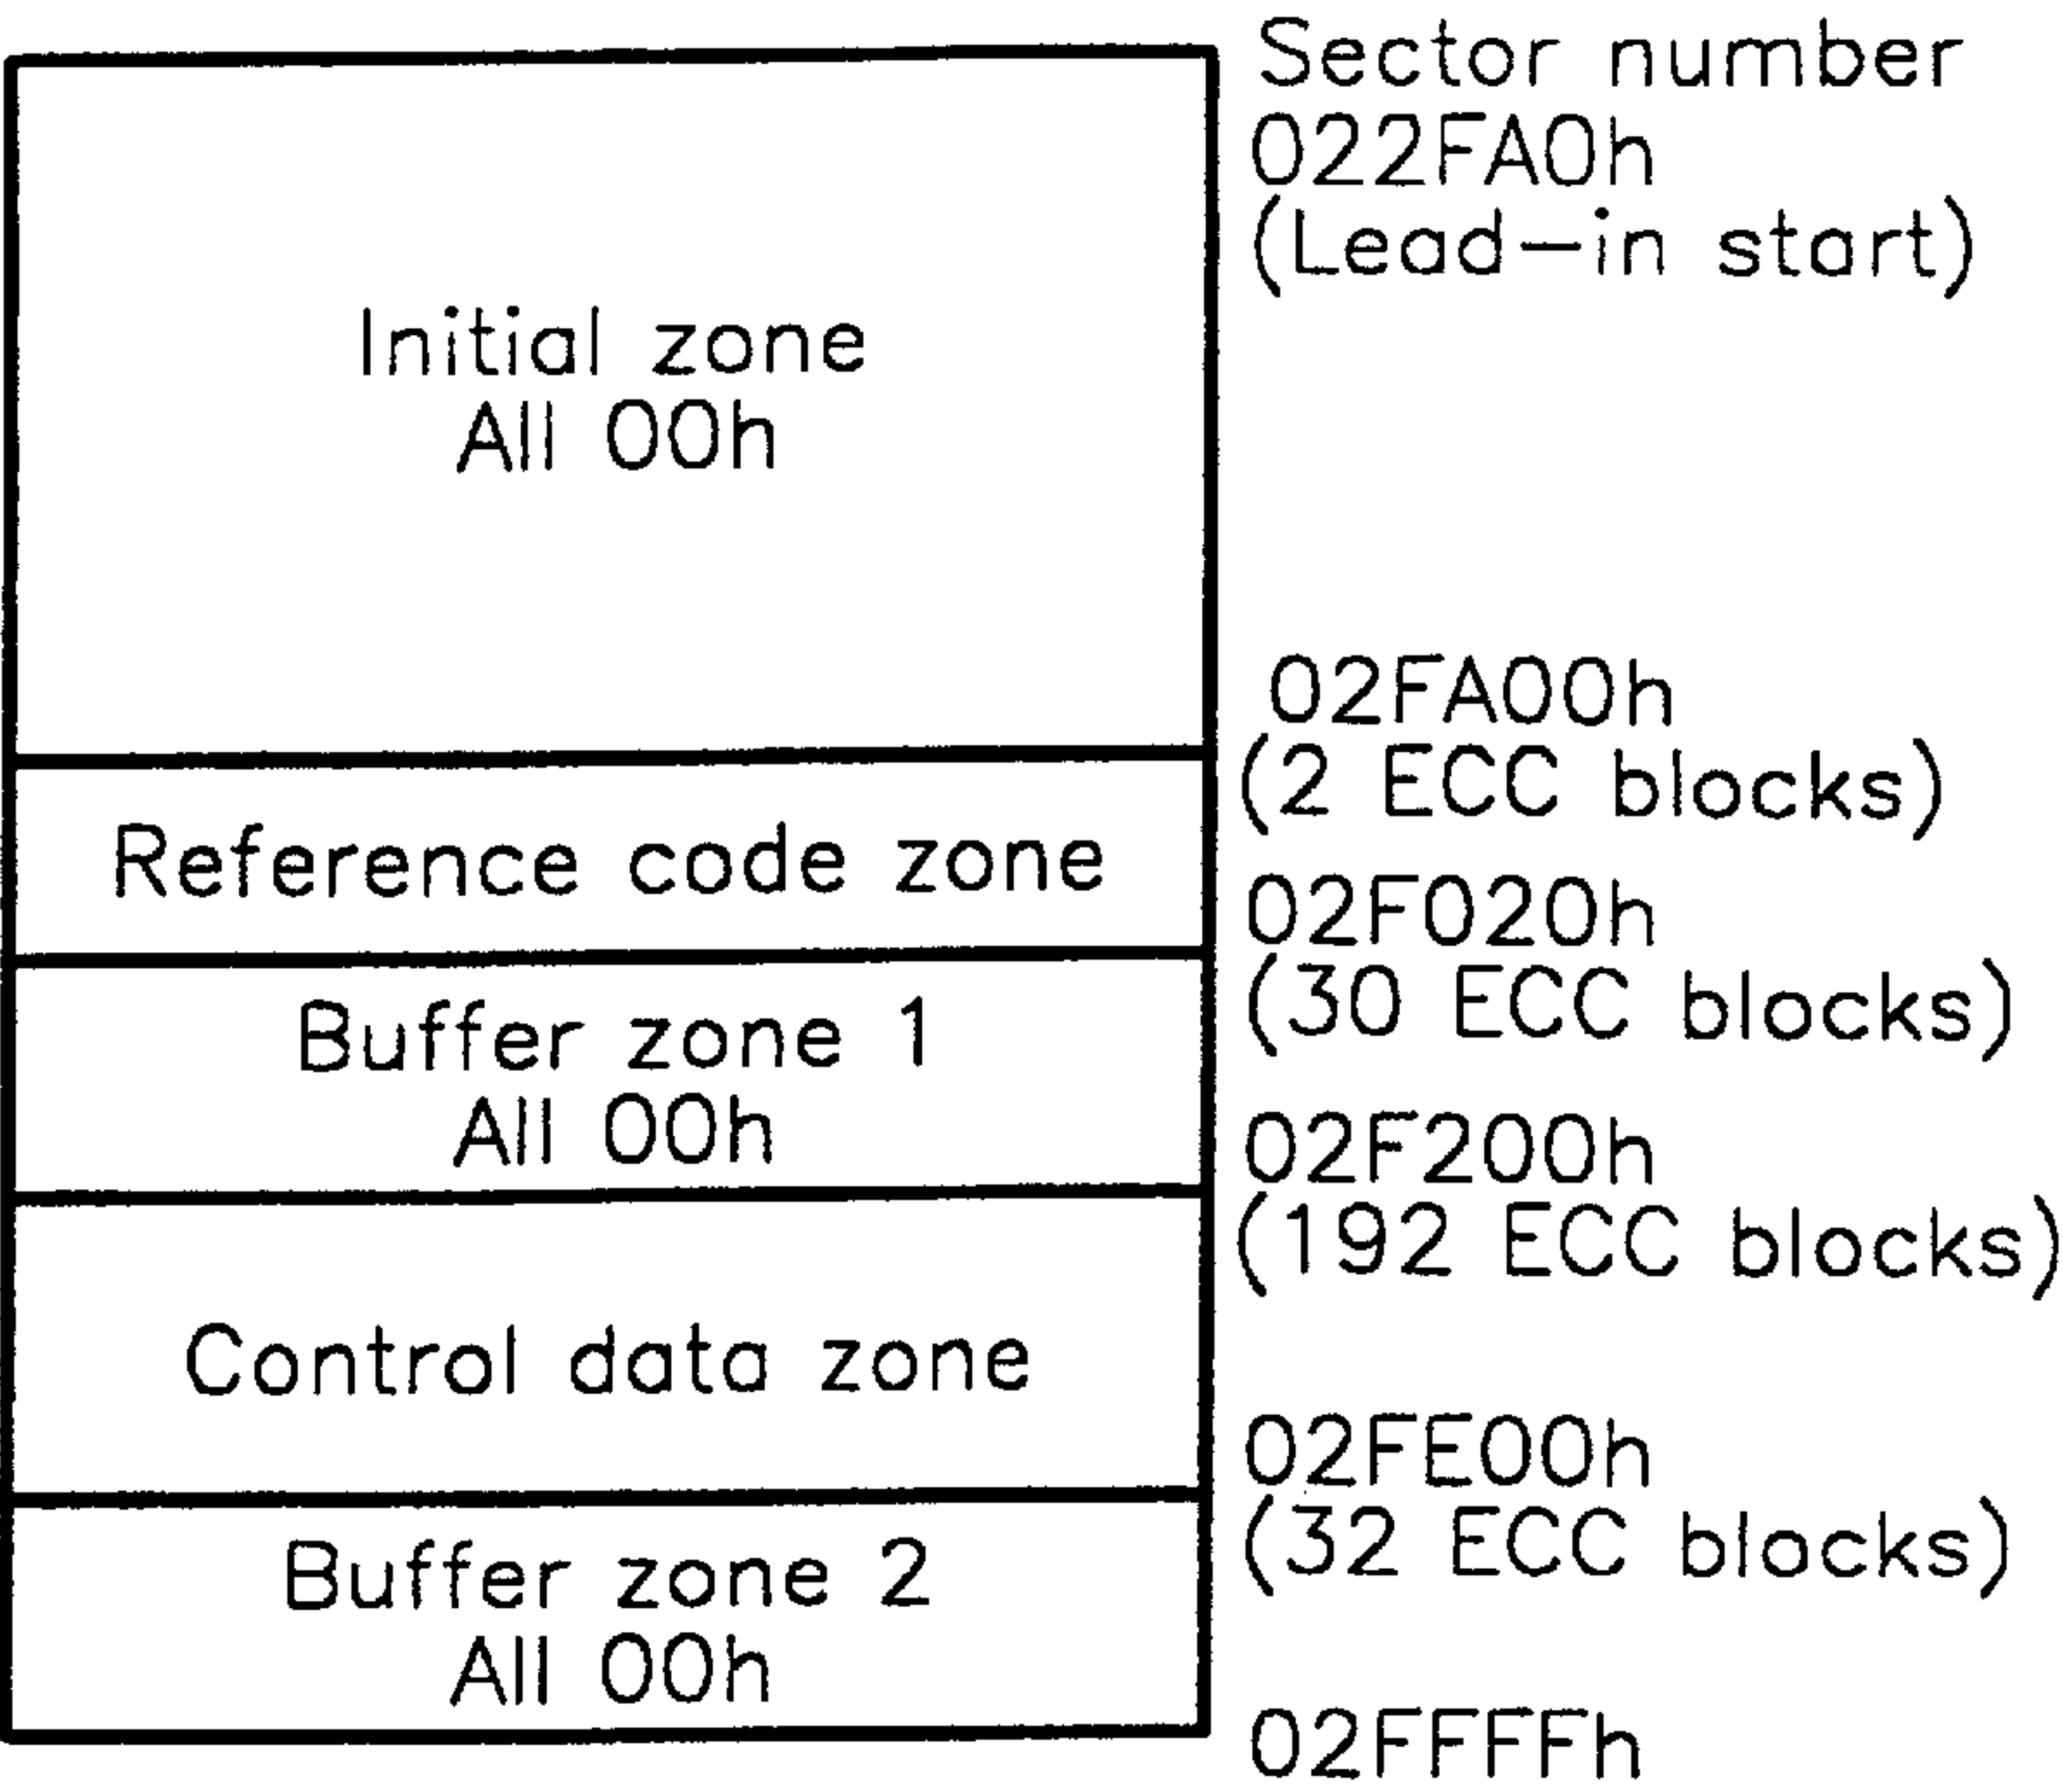 Sector number
022FA0h
(Lead-in start)
Initial zone
All 00h
02FA00h
(2 ECC blocks)
Reference code zone
02F020h
(30 ECC blocks)
Buffer zone 1
All 00h
02F200h
(192 ECC blocks)
Control data zone
02FE00h
(32 ECC blocks)
Buffer zone 2
All 00h
02FFFFh